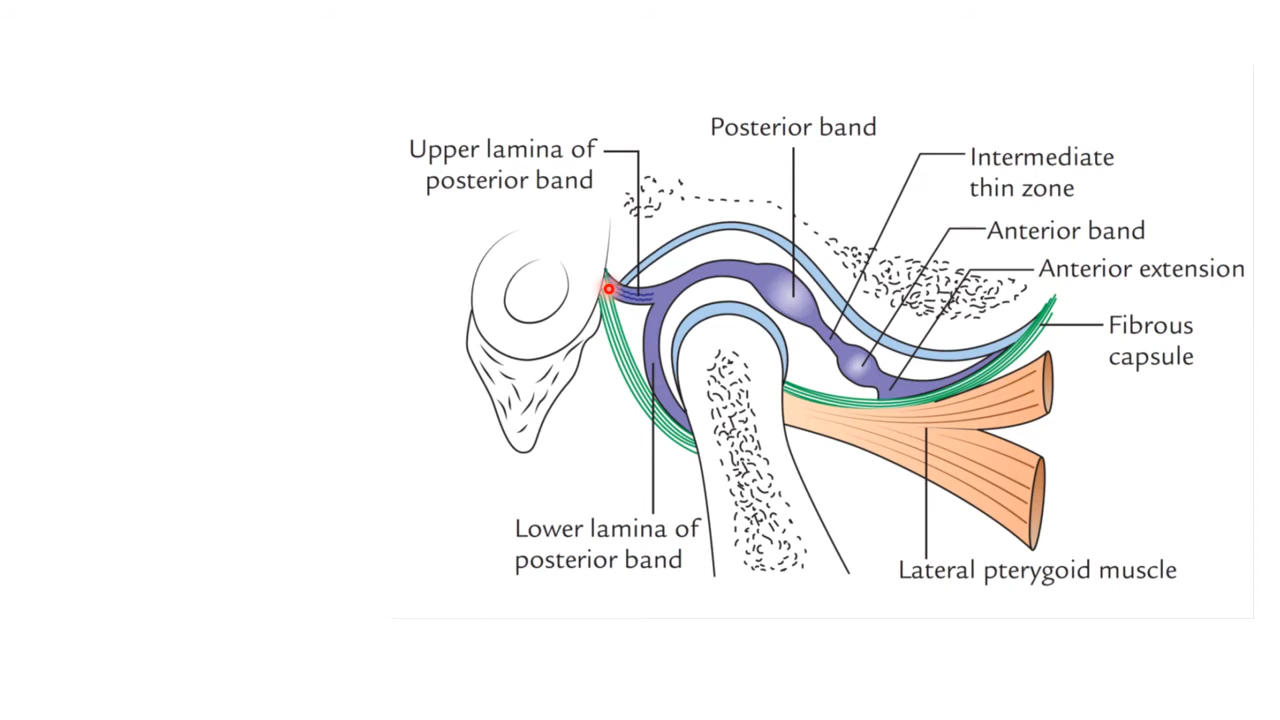 Posterior band
Upper lamina of
posterior band
Intermediate
thin zone
Anterior band
Anterior extension
Fibrous
capsule
Lower lamina of
posterior band
Lateral pterygoid muscle